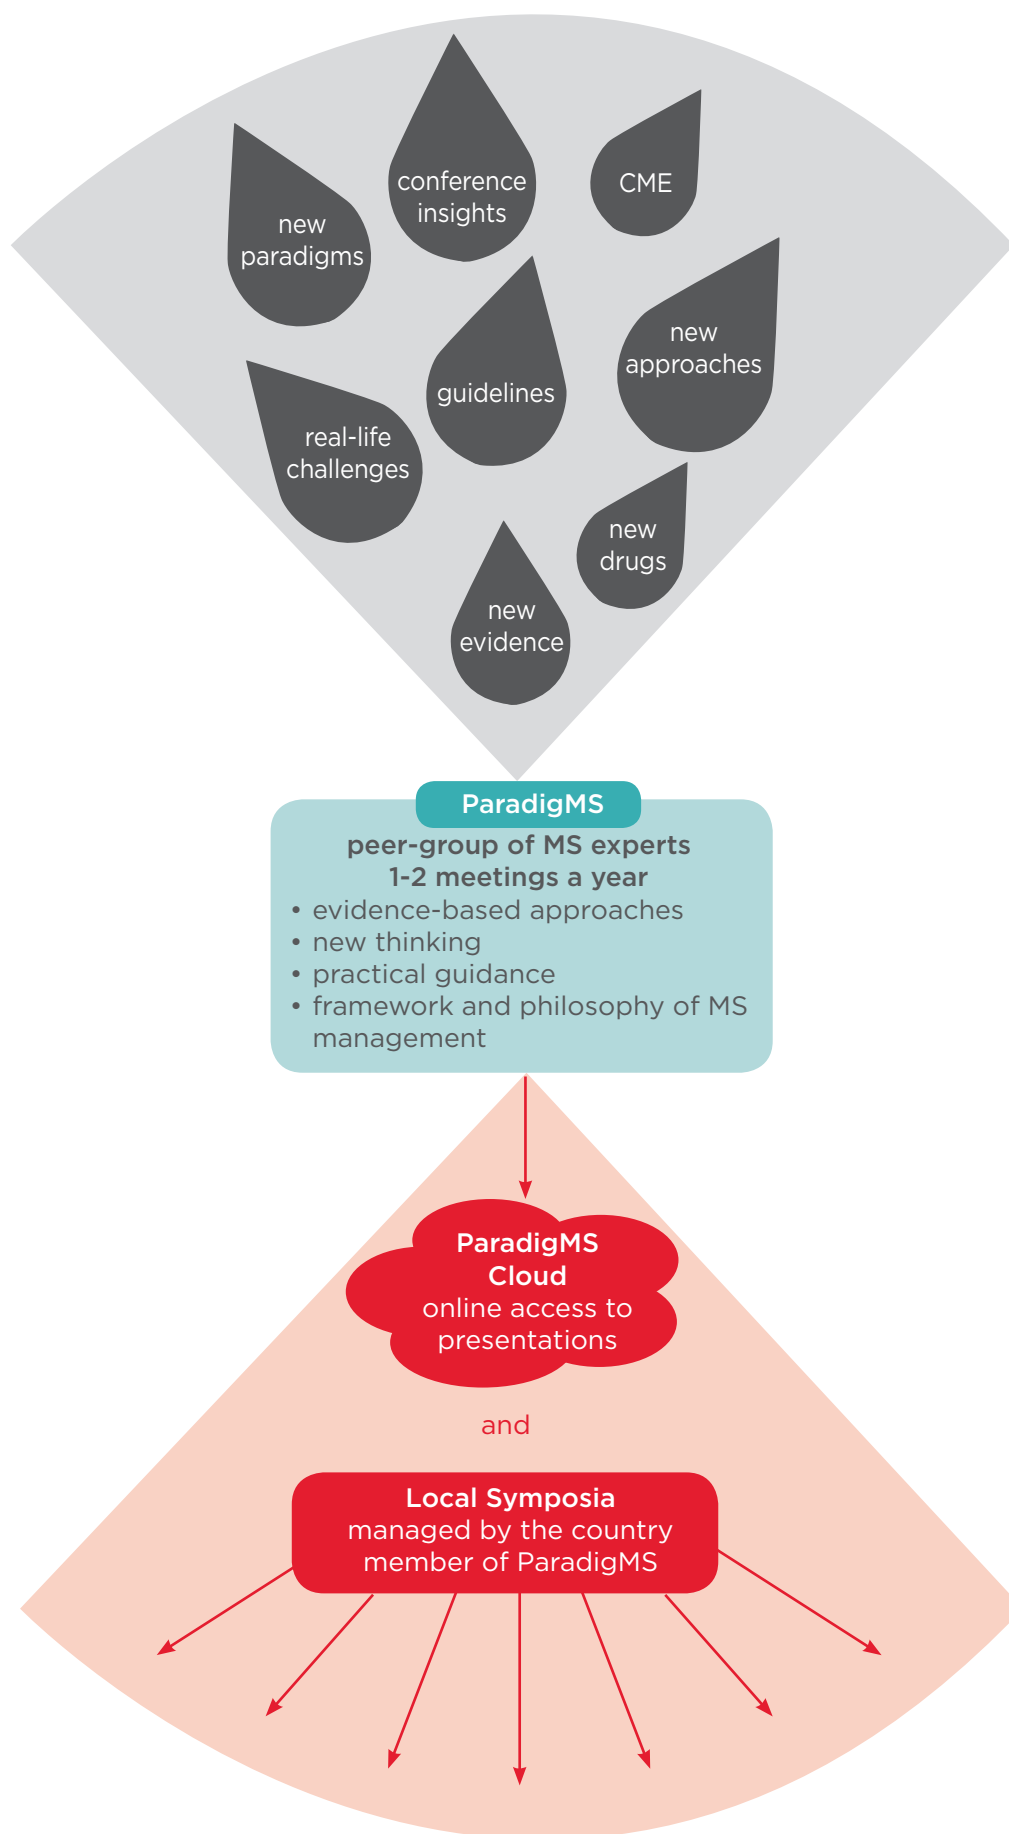 conference
insights
CME
new
paradigms
new
approaches
guidelines
real-life
challenges
new
drugs
new
evidence
ParadigMS
peer-group of MS experts
1-2 meetings a year
• evidence-based approaches
• new thinking
• practical guidance
• framework and philosophy of MS
management
ParadigMS
Cloud
online access to
presentations
and
Local Symposia
managed by the country
member of ParadigMS